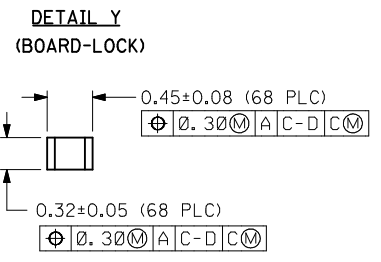 DETAIL Y
(BOARD-LOCK)
0.45±0.08 (68 PLC)
⌖ Ø.30Ⓜ A C-D CⓂ
0.32±0.05 (68 PLC)
⌖ Ø.30Ⓜ A C-D CⓂ